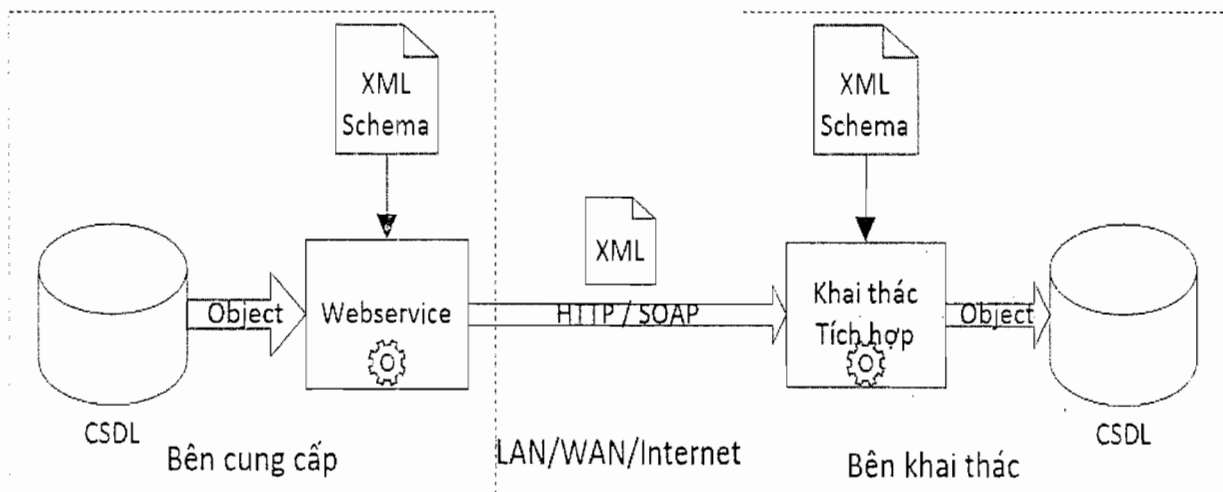 XML
Schema
XML
Schema
XML
Object
Webservice
HTTP / SOAP
Khai thác
Tích hợp
Object
CSDL
CSDL
Bên cung cấp
LAN/WAN/Internet
Bên khai thác